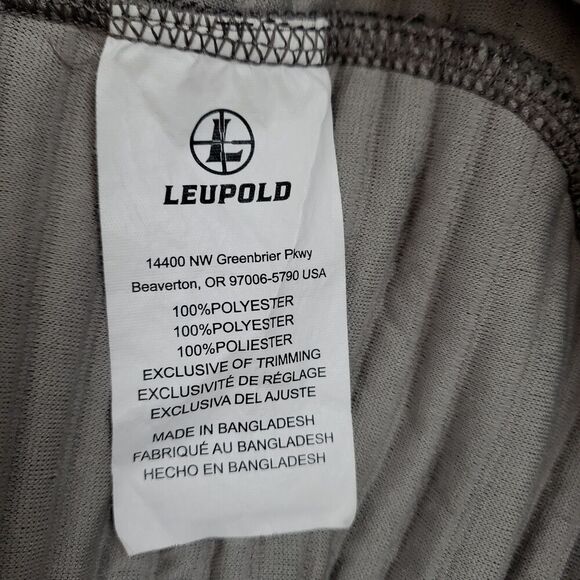 LEUPOLD
14400 NW Greenbrier Pkwy
Beaverton, OR 97006-5790 USA
100%POLYESTER
100%POLYESTER
100%POLIESTER
EXCLUSIVE OF TRIMMING
EXCLUSIVITÉ DE RÉGLAGE
EXCLUSIVA DEL AJUSTE
MADE IN BANGLADESH
FABRIQUÉ AU BANGLADESH
HECHO EN BANGLADESH